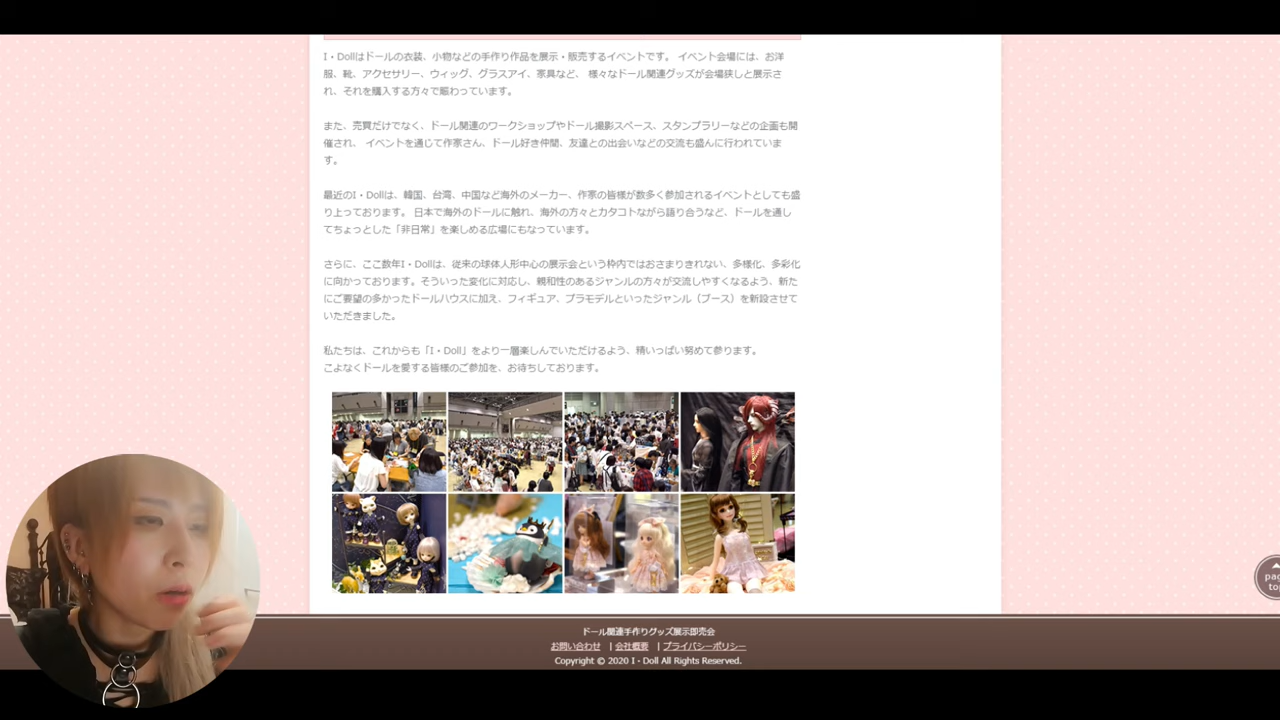 I・Dollはドールの衣装、小物などの手作り作品を展示・販売するイベントです。 イベント会場には、お洋
服、靴、アクセサリー、ウィッグ、グラスアイ、家具など、 様々なドール関連グッズが会場狭しと展示さ
れ、それを購入する方々で賑わっています。
また、売買だけでなく、ドール関連のワークショップやドール撮影スペース、スタンプラリーなどの企画も開
催され、 イベントを通じて作家さん、ドール好き仲間、友達との出会いなどの交流も盛んに行われていま
す。
最近のI・Dollは、韓国、台湾、中国など海外のメーカー、作家の皆様が数多く参加されるイベントとしても盛
り上っております。 日本で海外のドールに触れ、海外の方々とカタコトながら語り合うなど、ドールを通し
てちょっとした「非日常」を楽しめる広場にもなっています。
さらに、ここ数年I・Dollは、従来の球体人形中心の展示会という枠内ではおさまりきれない、多様化、多彩化
に向かっております。そういった変化に対応し、親和性のあるジャンルの方々が交流しやすくなるよう、新た
にご要望の多かったドールハウスに加え、フィギュア、プラモデルといったジャンル（ブース）を新設させて
いただきました。
私たちは、これからも「I・Doll」をより一層楽しんでいただけるよう、精いっぱい努めて参ります。
こよなくドールを愛する皆様のご参加を、お待ちしております。
page
top
ドール関連手作りグッズ展示即売会
お問い合わせ ｜会社概要 ｜プライバシーポリシー
Copyright © 2020 I・Doll All Rights Reserved.